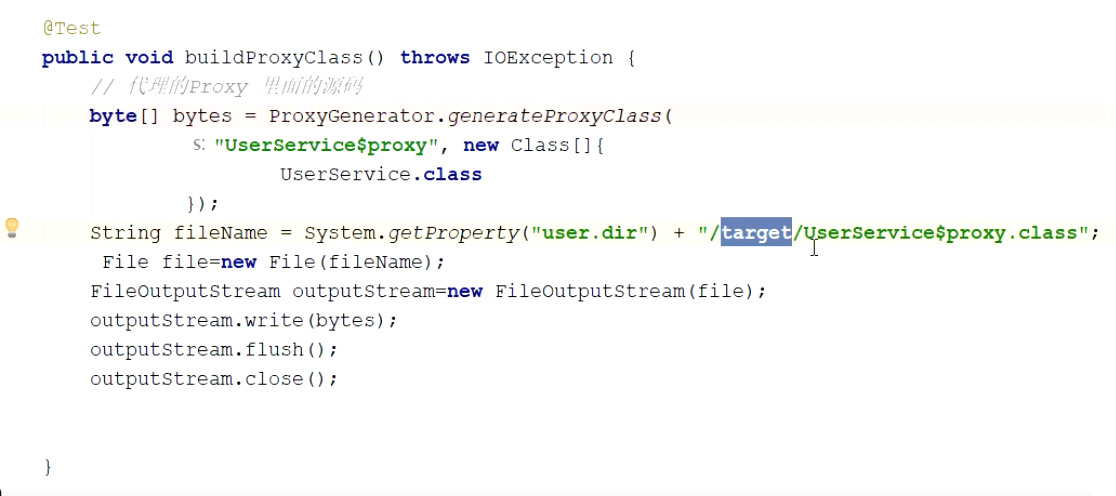 @Test
public void buildProxyClass() throws IOException {
// 代理的Proxy 里面的源码
byte[] bytes = ProxyGenerator.generateProxyClass(
s: "UserService$proxy", new Class[]{
UserService.class
});
String fileName = System.getProperty("user.dir") + "/target/UserService$proxy.class";
File file=new File(fileName);
FileOutputStream outputStream=new FileOutputStream(file);
outputStream.write(bytes);
outputStream.flush();
outputStream.close();
}